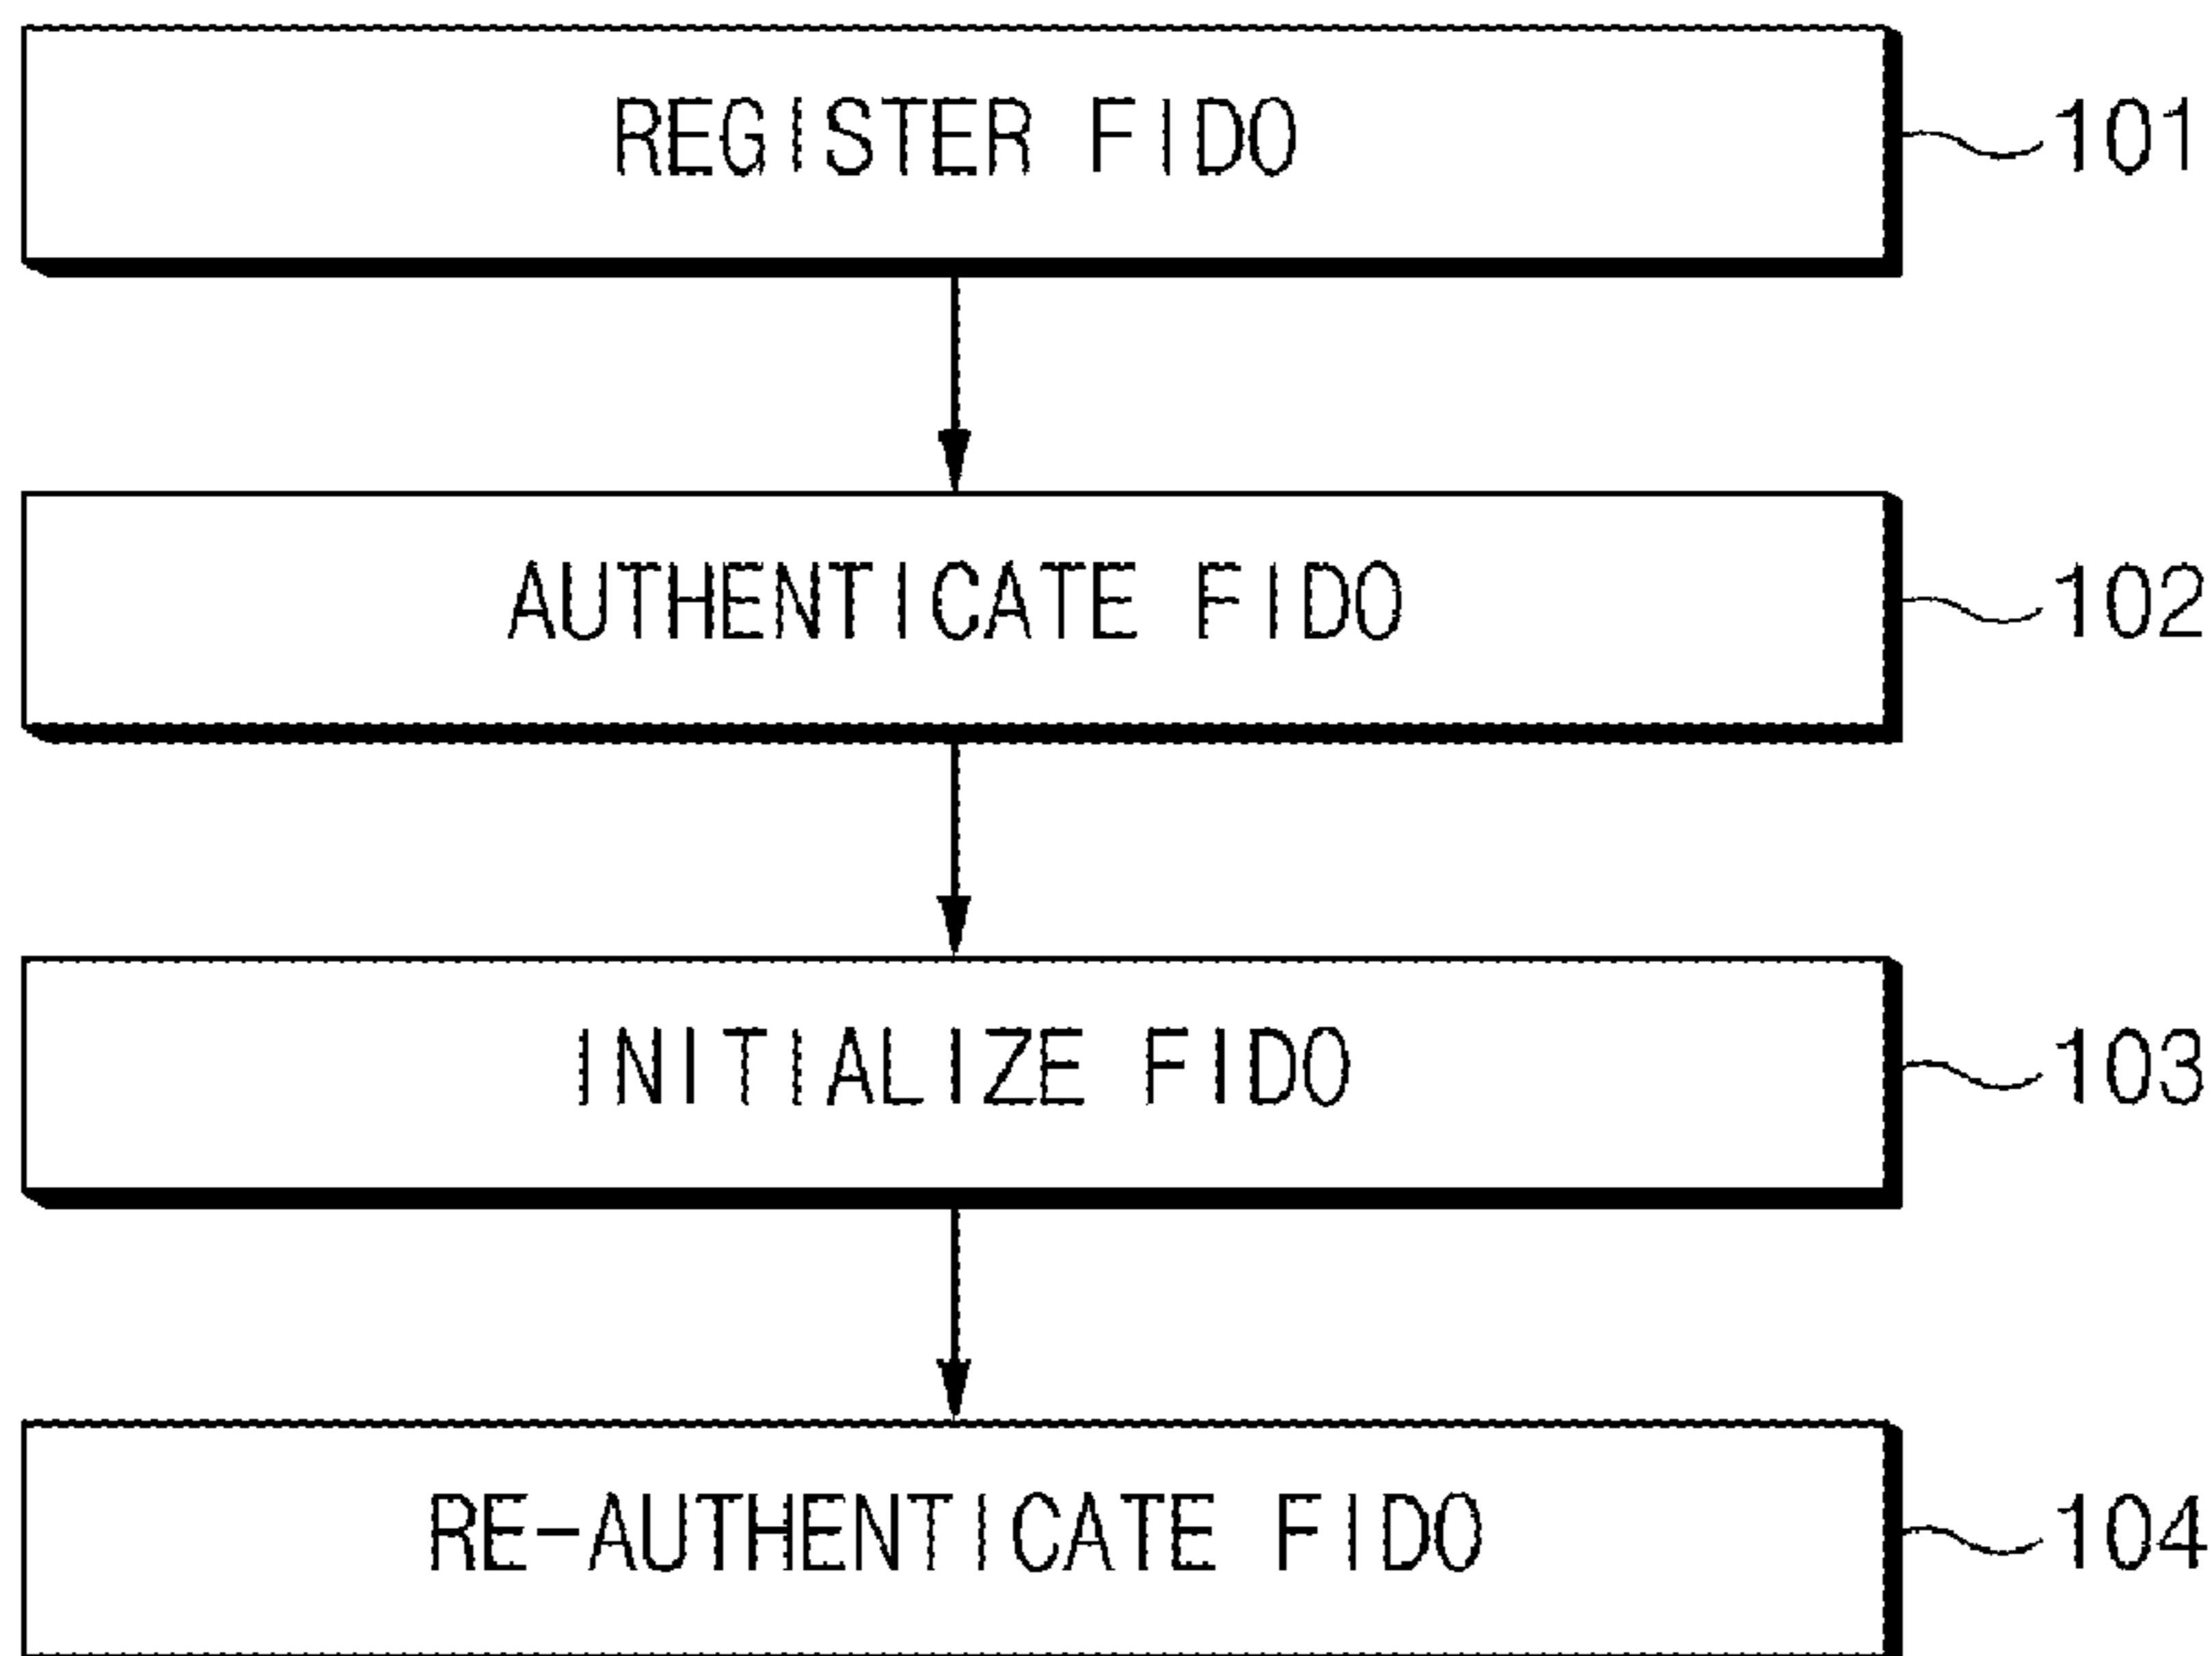 REGISTER FIDO 101
AUTHENTICATE FIDO 102
INITIALIZE FIDO 103
RE-AUTHENTICATE FIDO 104